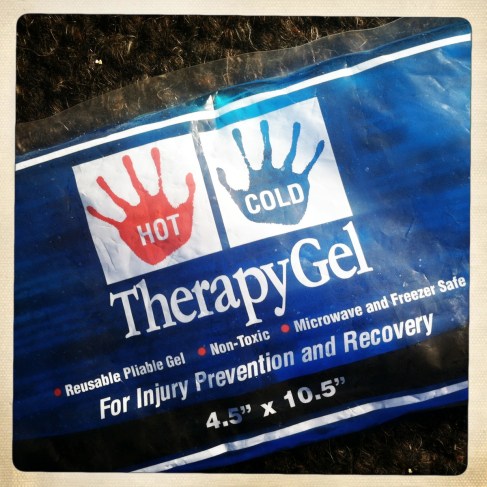 HOT COLD
TherapyGel
• Reusable Pliable Gel • Non-Toxic • Microwave and Freezer Safe
For Injury Prevention and Recovery
4.5" x 10.5"